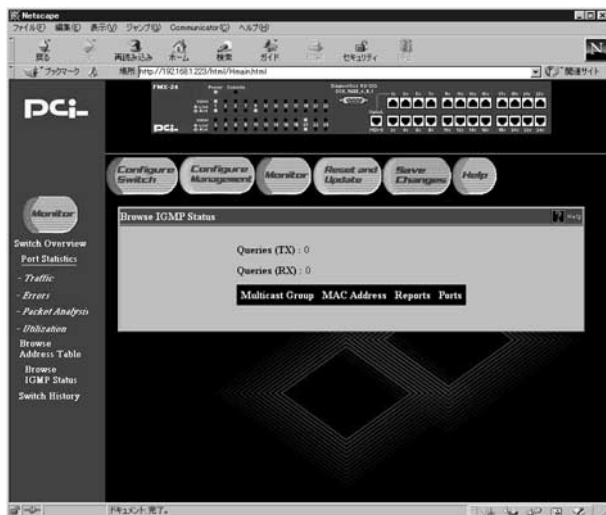 Netscape
ファイル(F) 編集(E) 表示(V) ジャンプ(G) Communicator(C) ヘルプ(H)
戻る 再読み込み ホーム 検索 ガイド セキュリティ
ブックマーク 場所: http://192.168.1.223/html/Hmain.html 関連サイト
FMX-24 Power Console
PCi
PCi
Configure Switch
Configure Management
Monitor
Reset and Update
Save Changes
Help
Monitor
Browse IGMP Status
Help
Switch Overview
Port Statistics
- Traffic
- Errors
- Packet Analysis
- Utilization
Browse
Address Table
Browse
IGMP Status
Switch History
Queries (TX) : 0
Queries (RX) : 0
Multicast Group MAC Address Reports Ports
ドキュメント: 完了。